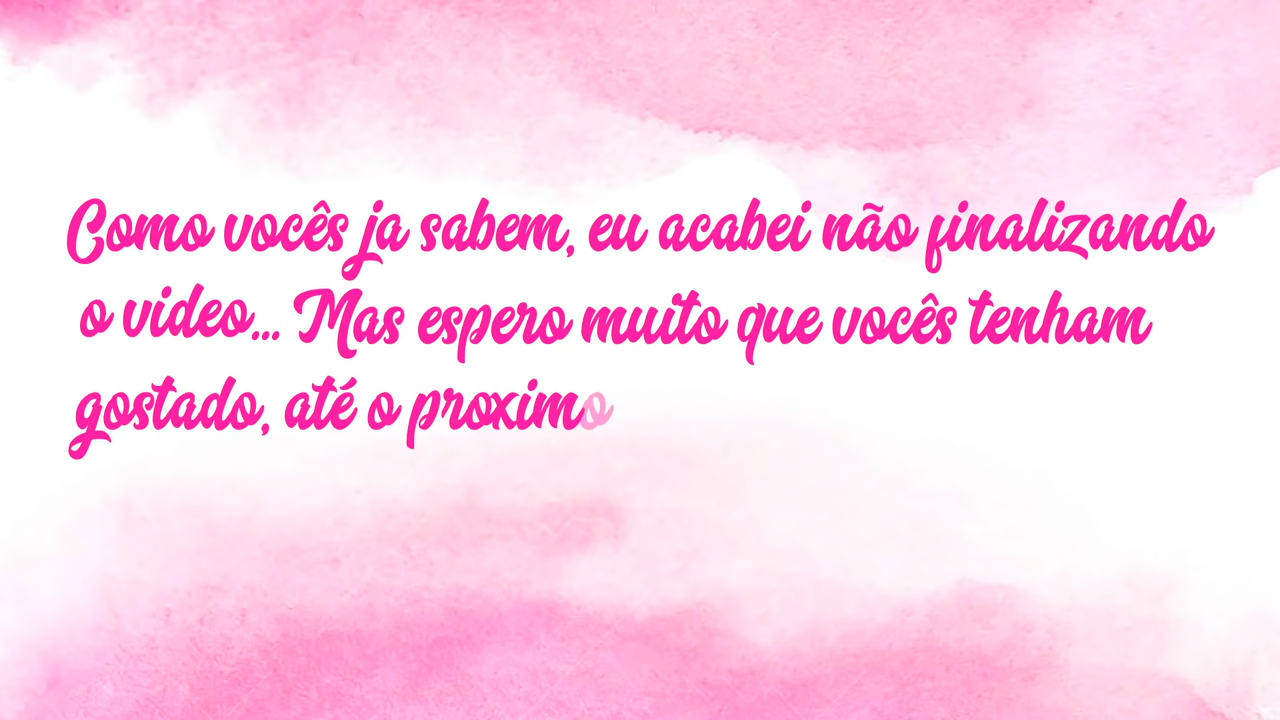 Como vocês ja sabem, eu acabei não finalizando
o video... Mas espero muito que vocês tenham
gostado, até o proximo